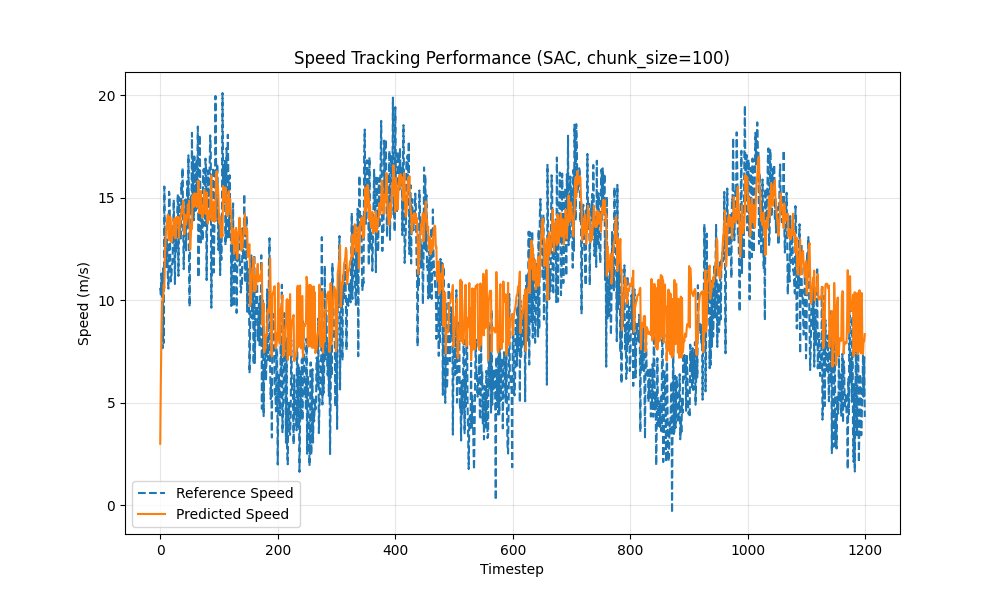 Speed Tracking Performance (SAC, chunk_size=100)
Speed (m/s)
20
15
10
5
0
Reference Speed
Predicted Speed
0 200 400 600 800 1000 1200
Timestep